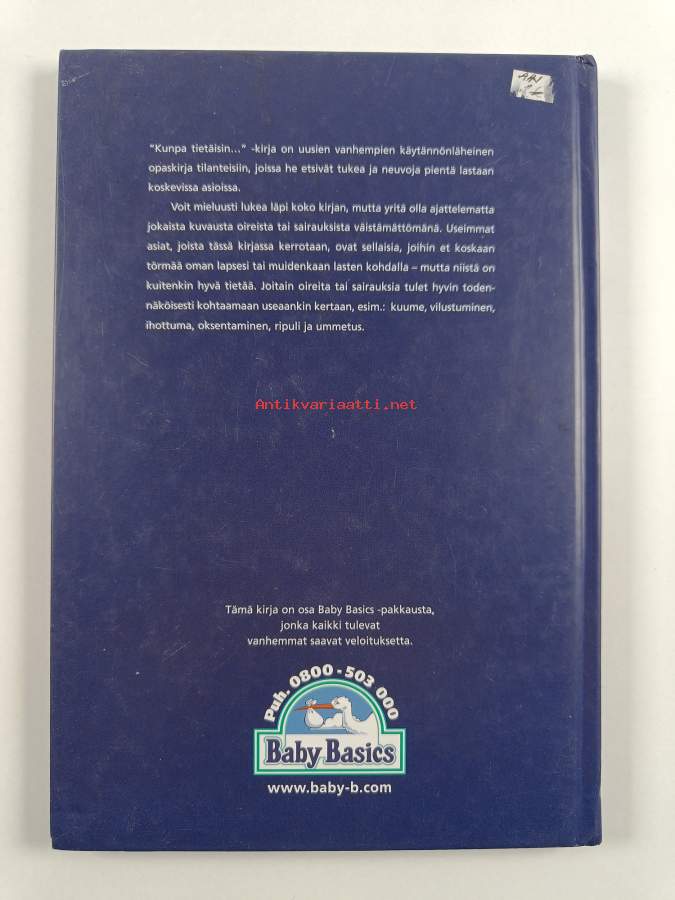 "Kunpa tietäisin..." -kirja on uusien vanhempien käytännönläheinen
opaskirja tilanteisiin, joissa he etsivät tukea ja neuvoja pientä lastaan
koskevissa asioissa.
Voit mieluusti lukea läpi koko kirjan, mutta yritä olla ajattelematta
jokaista kuvausta oireista tai sairauksista väistämättömänä. Useimmat
asiat, joista tässä kirjassa kerrotaan, ovat sellaisia, joihin et koskaan
törmää oman lapsesi tai muidenkaan lasten kohdalla – mutta niistä on
kuitenkin hyvä tietää. Joitain oireita tai sairauksia tulet hyvin toden-
näköisesti kohtaamaan useaankin kertaan, esim.: kuume, vilustuminen,
ihottuma, oksentaminen, ripuli ja ummetus.
Antikvariaatti.net
Tämä kirja on osa Baby Basics -pakkausta,
jonka kaikki tulevat
vanhemmat saavat veloituksetta.
Puh. 0800 - 503 000
Baby Basics
www.baby-b.com